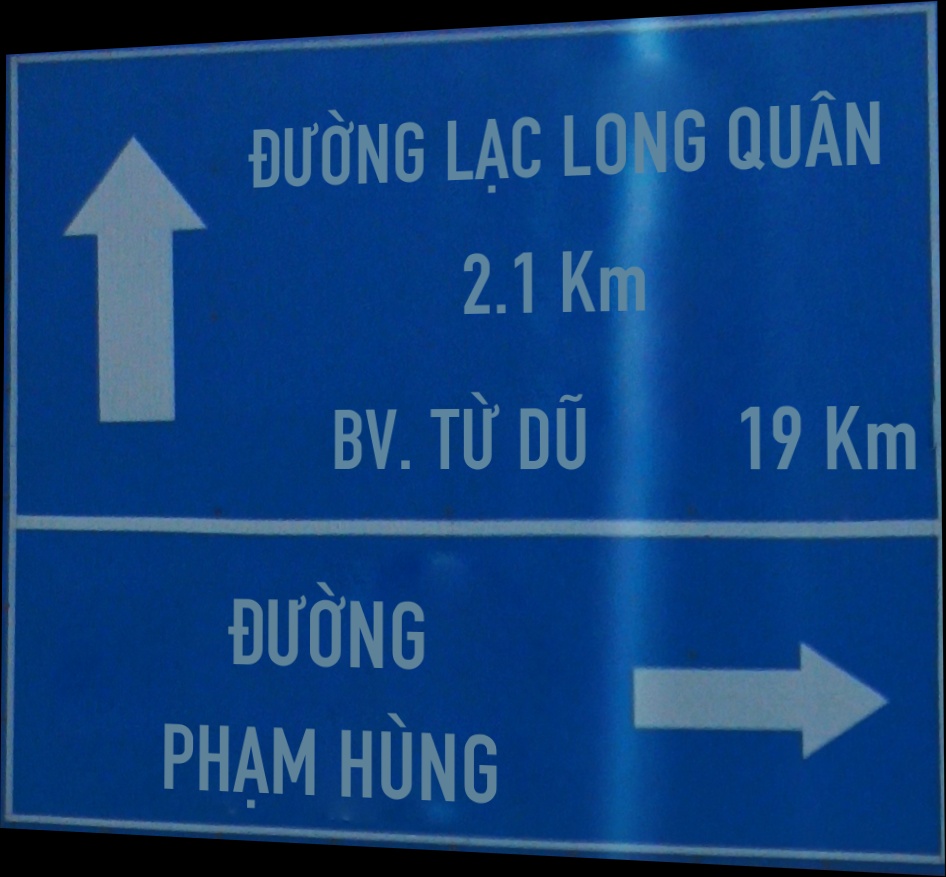 ĐƯỜNG LẠC LONG QUÂN
2.1 Km
BV. TỪ DŨ 19 Km
ĐƯỜNG
PHẠM HÙNG